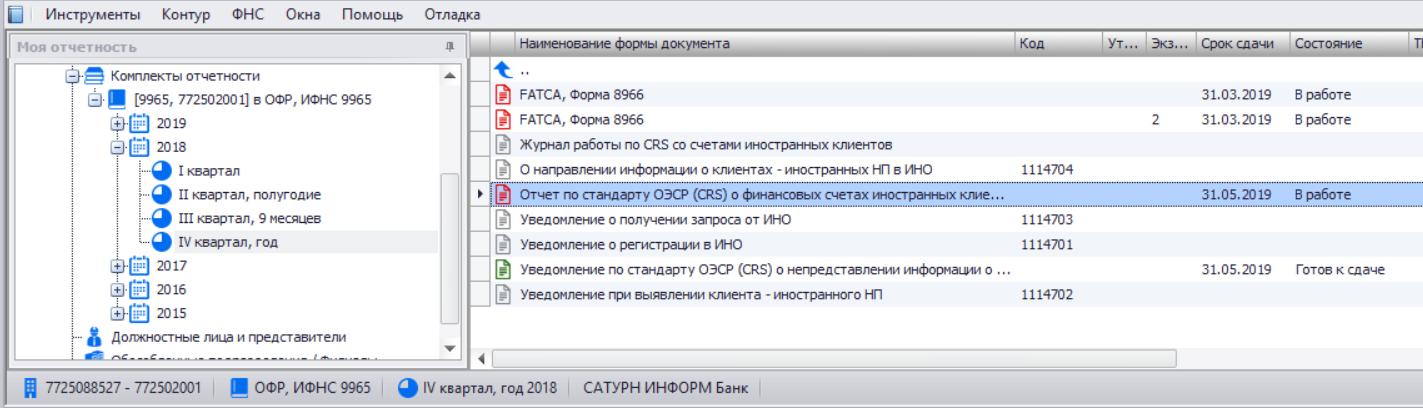 Инструменты Контур ФНС Окна Помощь Отладка
Моя отчетность
Комплекты отчетности
[9965, 772502001] в ОФР, ИФНС 9965
2019
2018
I квартал
II квартал, полугодие
III квартал, 9 месяцев
IV квартал, год
2017
2016
2015
Должностные лица и представители
Наименование формы документа Код Ут... Экз... Срок сдачи Состояние
..
FATCA, Форма 8966 31.03.2019 В работе
FATCA, Форма 8966 2 31.03.2019 В работе
Журнал работы по CRS со счетами иностранных клиентов
О направлении информации о клиентах - иностранных НП в ИНО 1114704
Отчет по стандарту ОЭСР (CRS) о финансовых счетах иностранных клие... 31.05.2019 В работе
Уведомление о получении запроса от ИНО 1114703
Уведомление о регистрации в ИНО 1114701
Уведомление по стандарту ОЭСР (CRS) о непредставлении информации о ... 31.05.2019 Готов к сдаче
Уведомление при выявлении клиента - иностранного НП 1114702
7725088527 - 772502001 ОФР, ИФНС 9965 IV квартал, год 2018 САТУРН ИНФОРМ Банк